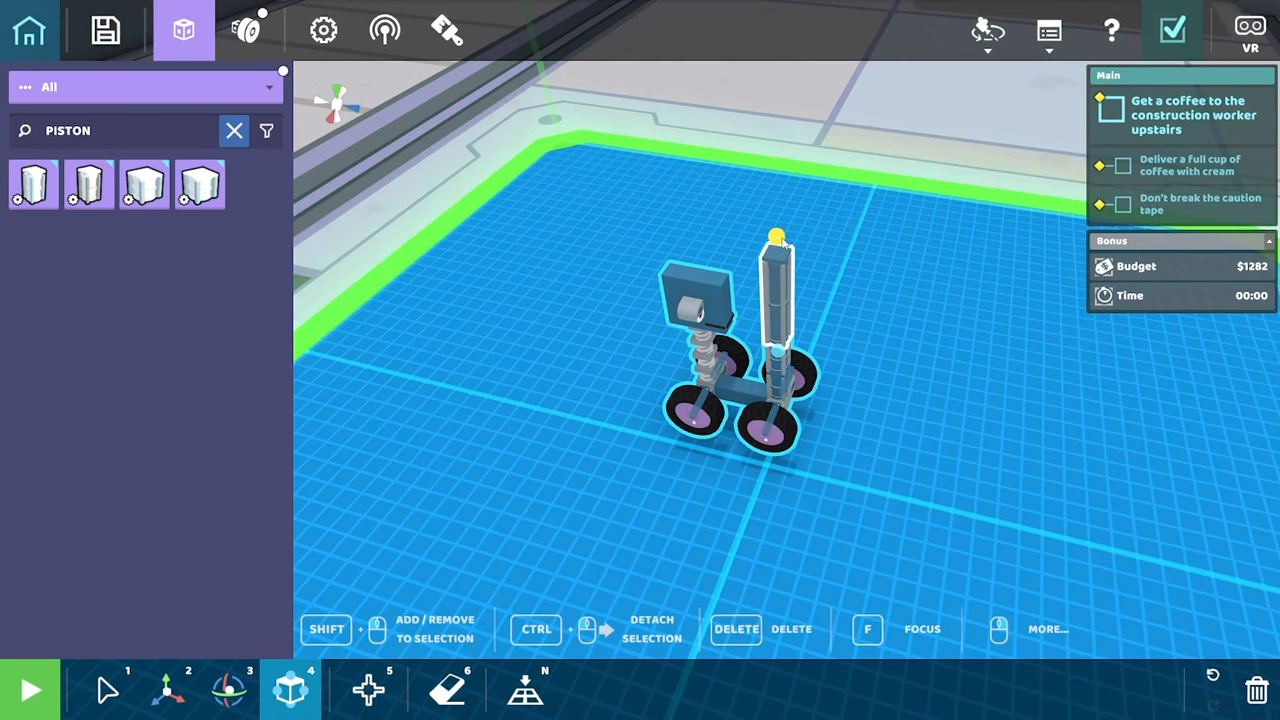 VR
All
PISTON
Main
Get a coffee to the
construction worker
upstairs
Deliver a full cup of
coffee with cream
Don't break the caution
tape
Bonus
Budget $1282
Time 00:00
SHIFT + ADD / REMOVE
TO SELECTION
CTRL + DETACH
SELECTION
DELETE DELETE
F FOCUS
MORE...
1 2 3 4 5 6 N